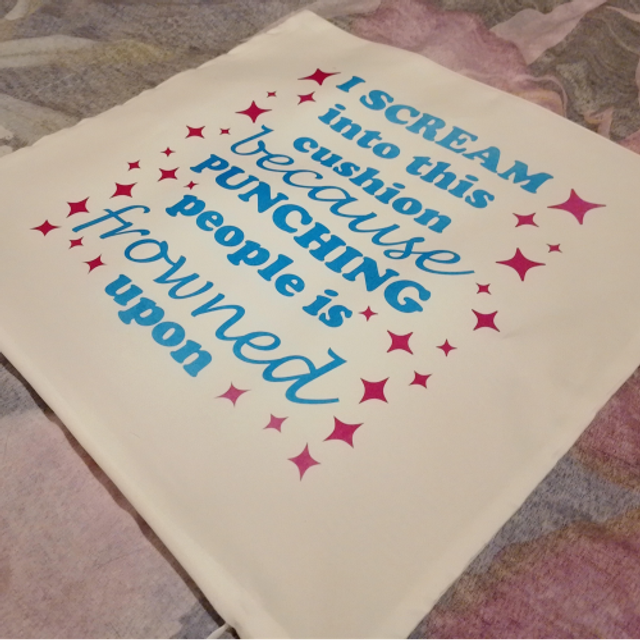 I SCREAM
into this
cushion
because
PUNCHING
people is
frowned
upon